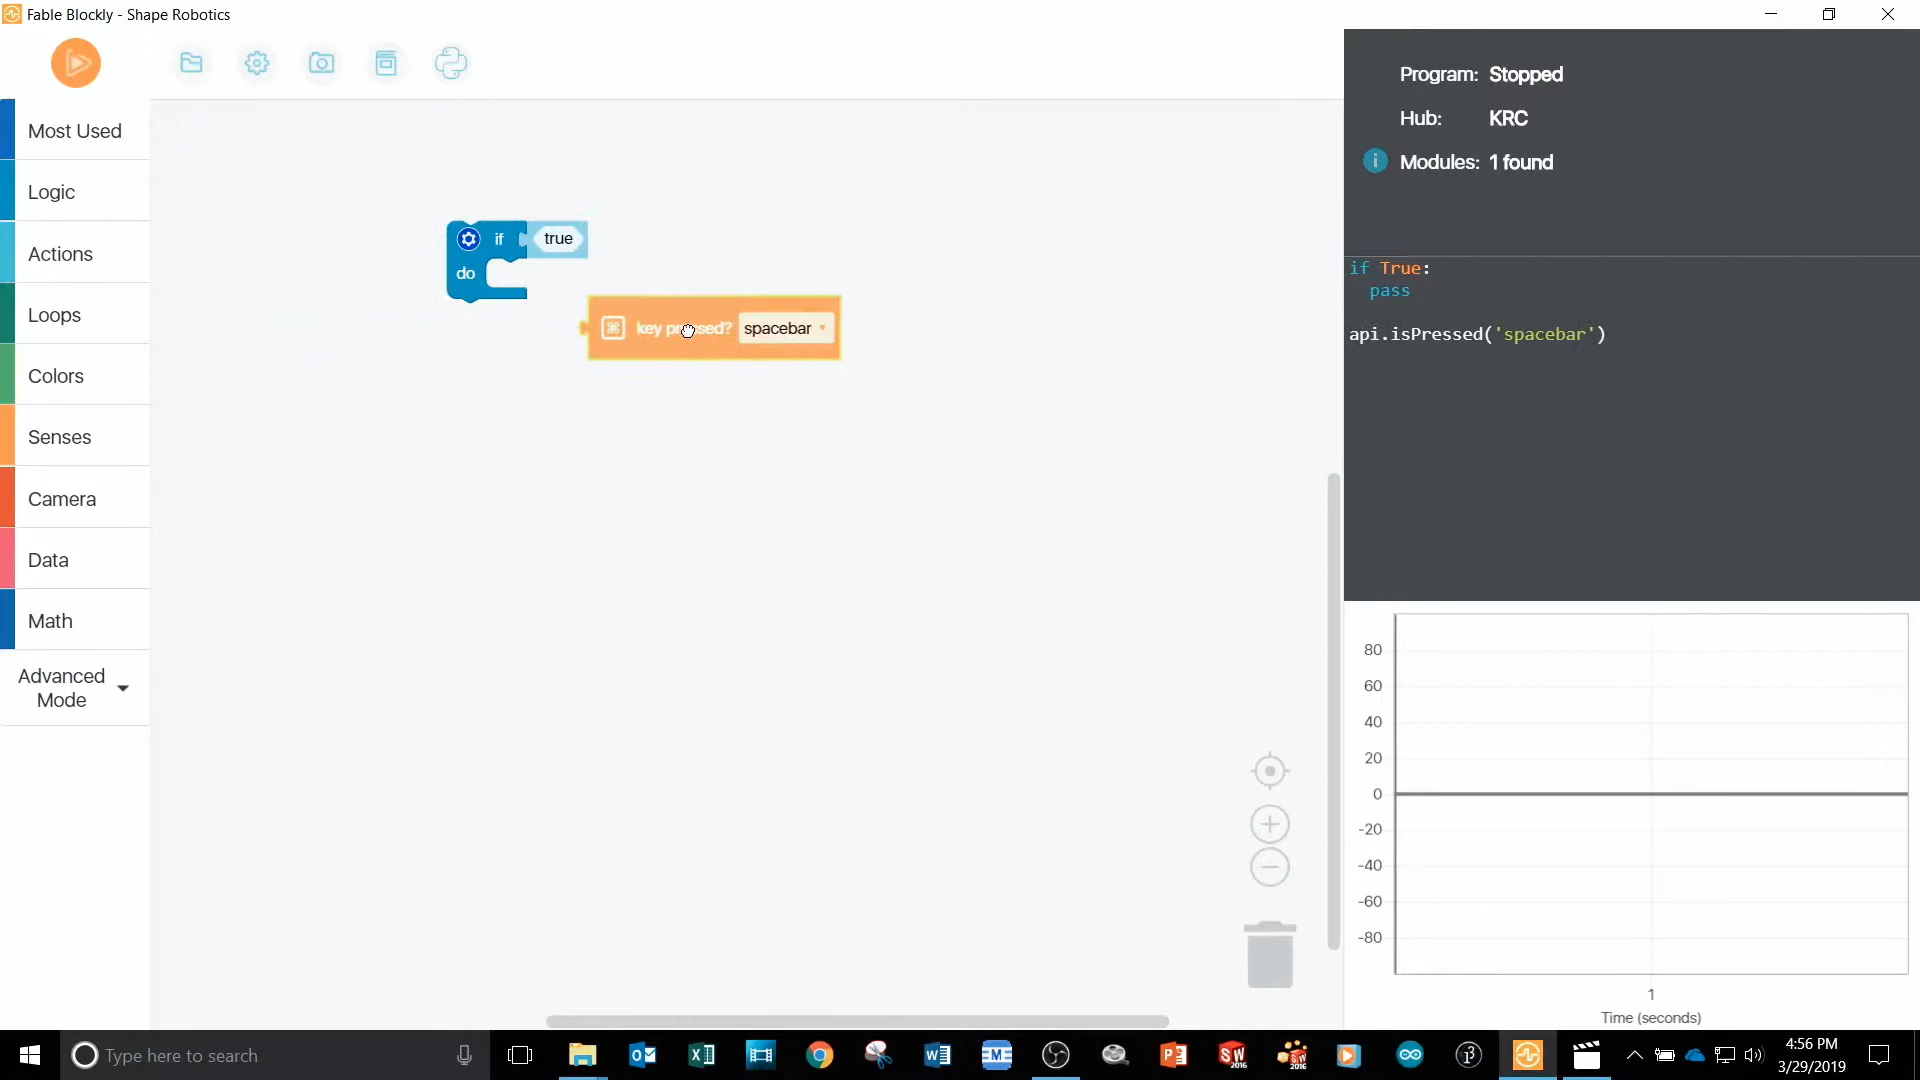 Fable Blockly - Shape Robotics
Most Used
Logic
Actions
Loops
Colors
Senses
Camera
Data
Math
Advanced
Mode
if true
do
key pressed? spacebar
Program: Stopped
Hub: KRC
i Modules: 1 found
if True:
pass
api.isPressed('spacebar')
80
60
40
20
0
-20
-40
-60
-80
1
Time (seconds)
Type here to search
4:56 PM
3/29/2019